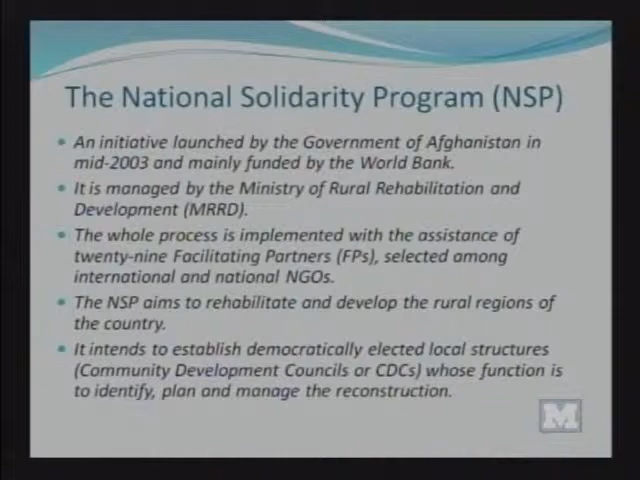 The National Solidarity Program (NSP)
• An initiative launched by the Government of Afghanistan in
mid-2003 and mainly funded by the World Bank.
• It is managed by the Ministry of Rural Rehabilitation and
Development (MRRD).
• The whole process is implemented with the assistance of
twenty-nine Facilitating Partners (FPs), selected among
international and national NGOs.
• The NSP aims to rehabilitate and develop the rural regions of
the country.
• It intends to establish democratically elected local structures
(Community Development Councils or CDCs) whose function is
to identify, plan and manage the reconstruction.
M